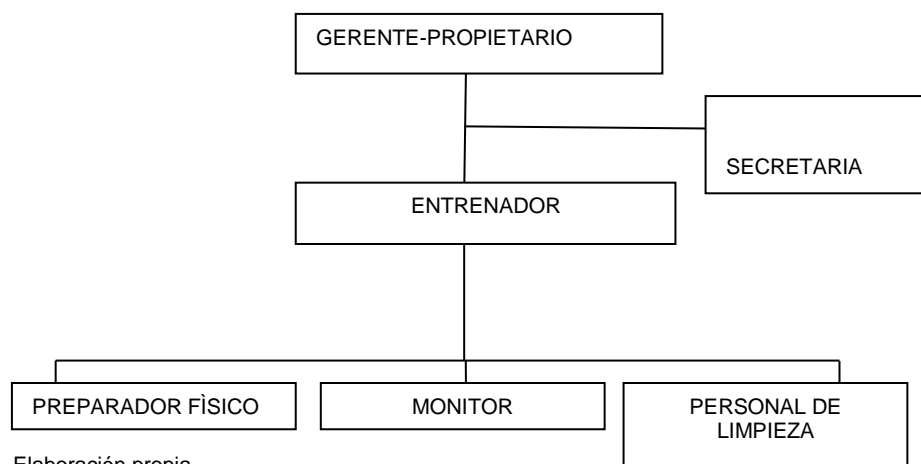 GERENTE-PROPIETARIO
SECRETARIA
ENTRENADOR
PREPARADOR FÌSICO
MONITOR
PERSONAL DE
LIMPIEZA
Elaboración propia